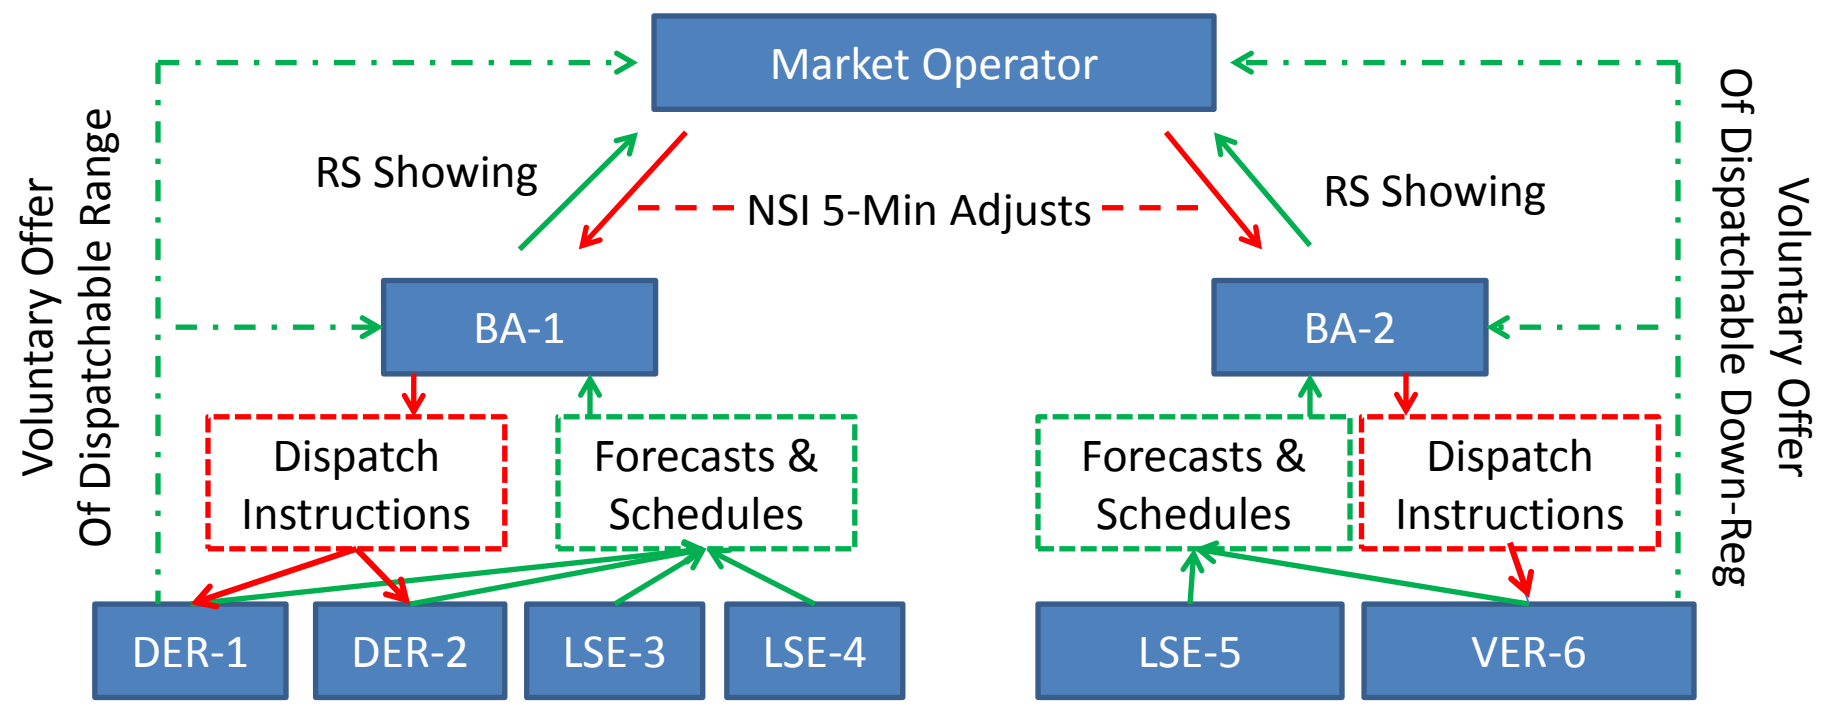 Market Operator
RS Showing
NSI 5-Min Adjusts
RS Showing
Voluntary Offer
Of Dispatchable Range
Voluntary Offer
Of Dispatchable Down-Reg
BA-1
BA-2
Dispatch
Instructions
Forecasts &
Schedules
Forecasts &
Schedules
Dispatch
Instructions
DER-1
DER-2
LSE-3
LSE-4
LSE-5
VER-6